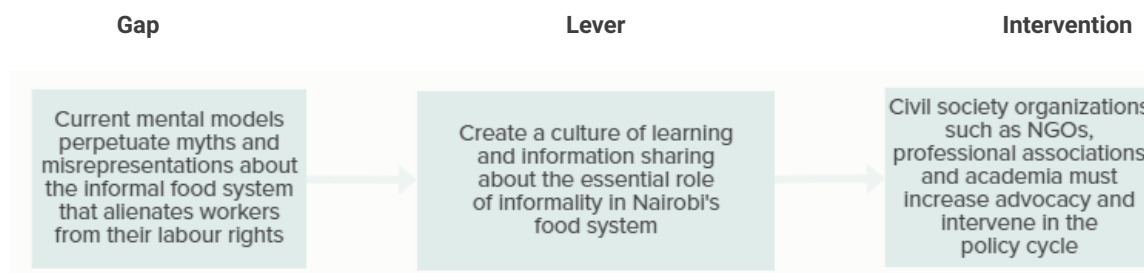 Gap
Lever
Intervention
Current mental models
perpetuate myths and
misrepresentations about
the informal food system
that alienates workers
from their labour rights
Create a culture of learning
and information sharing
about the essential role
of informality in Nairobi's
food system
Civil society organizations
such as NGOs,
professional associations
and academia must
increase advocacy and
intervene in the
policy cycle